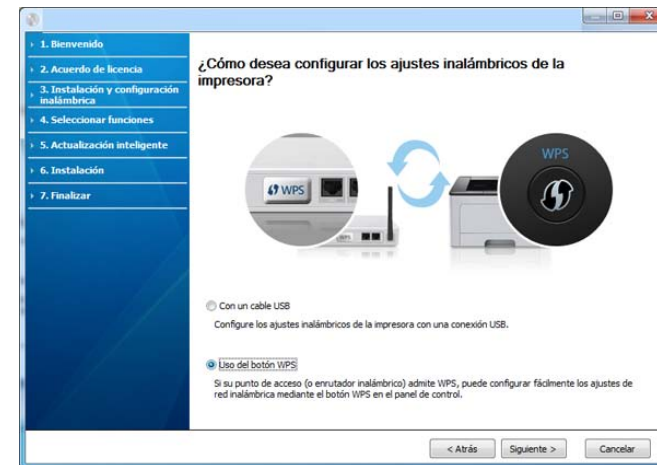 1. Bienvenido
2. Acuerdo de licencia
3. Instalación y configuración
inalámbrica
4. Seleccionar funciones
5. Actualización inteligente
6. Instalación
7. Finalizar
¿Cómo desea configurar los ajustes inalámbricos de la
impresora?
WPS
WPS
WPS
Con un cable USB
Configure los ajustes inalámbricos de la impresora con una conexión USB.
Uso del botón WPS
Si su punto de acceso (o enrutador inalámbrico) admite WPS, puede configurar fácilmente los ajustes de
red inalámbrica mediante el botón WPS en el panel de control.
< Atrás
Siguiente >
Cancelar